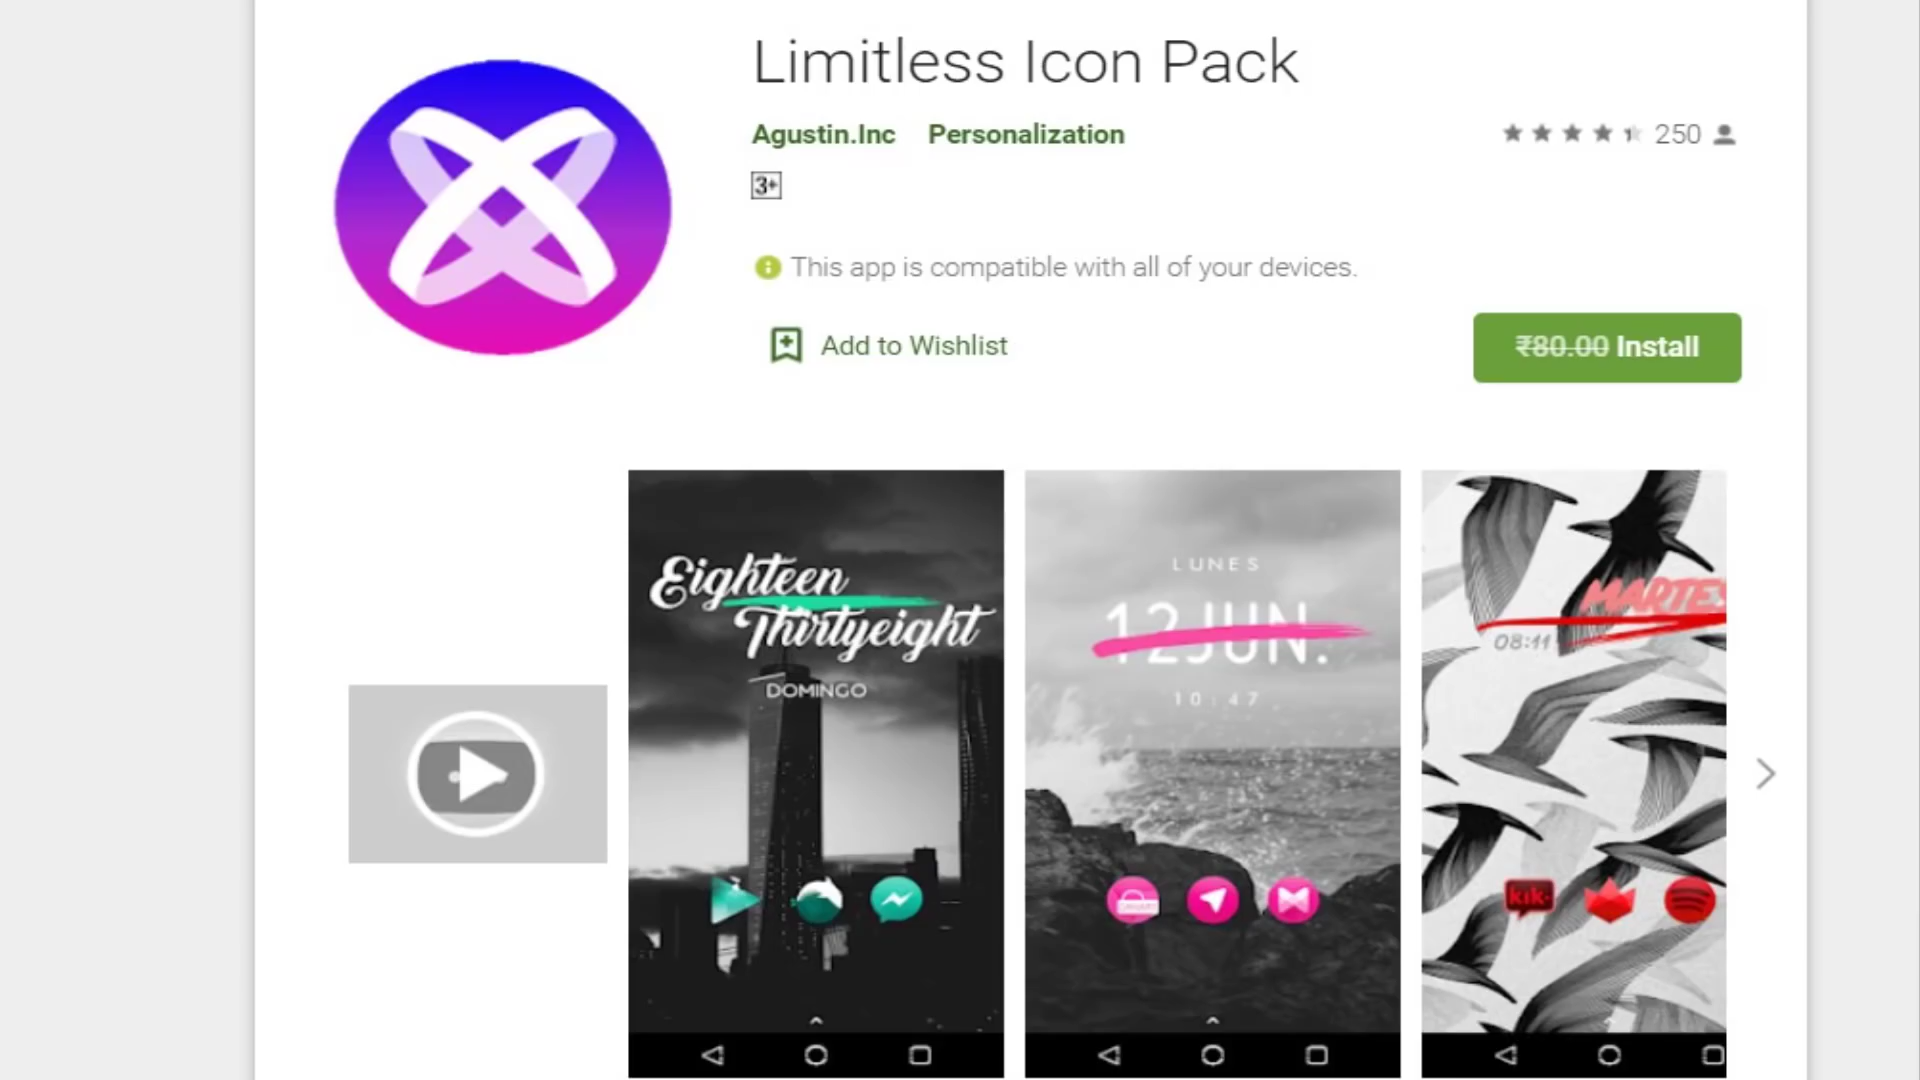 Limitless Icon Pack
Agustin.Inc Personalization
250
3+
This app is compatible with all of your devices.
Add to Wishlist
₹80.00 Install
Eighteen
Thirtyeight
DOMINGO
LUNES
12JUN.
10:47
MARTES
08:11
kik